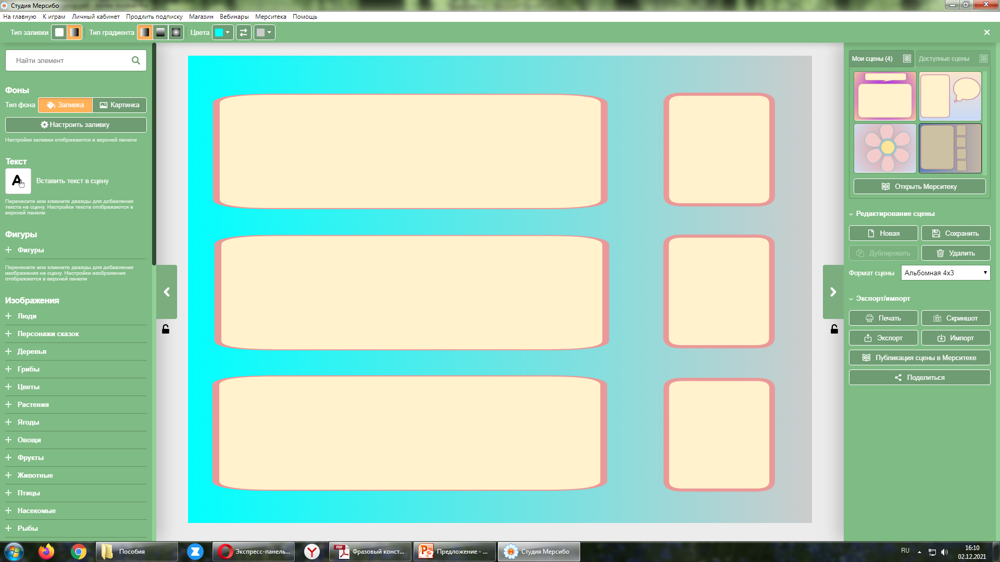 Студия Мерсибо
На главную К играм Личный кабинет Продлить подписку Магазин Вебинары Мерситека Помощь
Тип заливки Тип градиента Цвета
Найти элемент
Фоны
Тип фона Заливка Картинка
Настроить заливку
Настройки заливки отображаются в верхней панели
Текст
A Вставить текст в сцену
Перенесите или кликните дважды для добавления
текста на сцену. Настройки текста отображаются в
верхней панели
Фигуры
Фигуры
Перенесите или кликните дважды для добавления
изображения на сцену. Настройки изображения
отображаются в верхней панели
Изображения
Люди
Персонажи сказок
Деревья
Грибы
Цветы
Растения
Ягоды
Овощи
Фрукты
Животные
Птицы
Насекомые
Рыбы
Мои сцены (4) Доступные сцены
Открыть Мерситеку
Редактирование сцены
Новая Сохранить
Дублировать Удалить
Формат сцены Альбомная 4x3
Экспорт/импорт
Печать Скриншот
Экспорт Импорт
Публикация сцены в Мерситеке
Поделиться
Пособия Экспресс-панель... Фразовый конст... Предложение - ... Студия Мерсибо
RU 16:10
02.12.2021